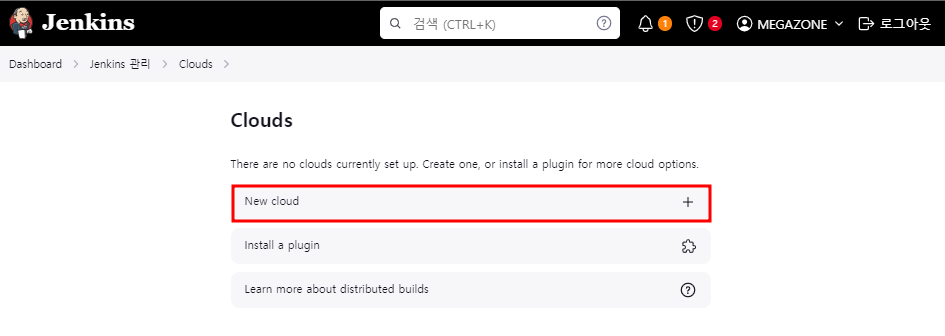 Jenkins
검색 (CTRL+K)
1
2
MEGAZONE
로그아웃
Dashboard > Jenkins 관리 > Clouds >
Clouds
There are no clouds currently set up. Create one, or install a plugin for more cloud options.
New cloud
Install a plugin
Learn more about distributed builds